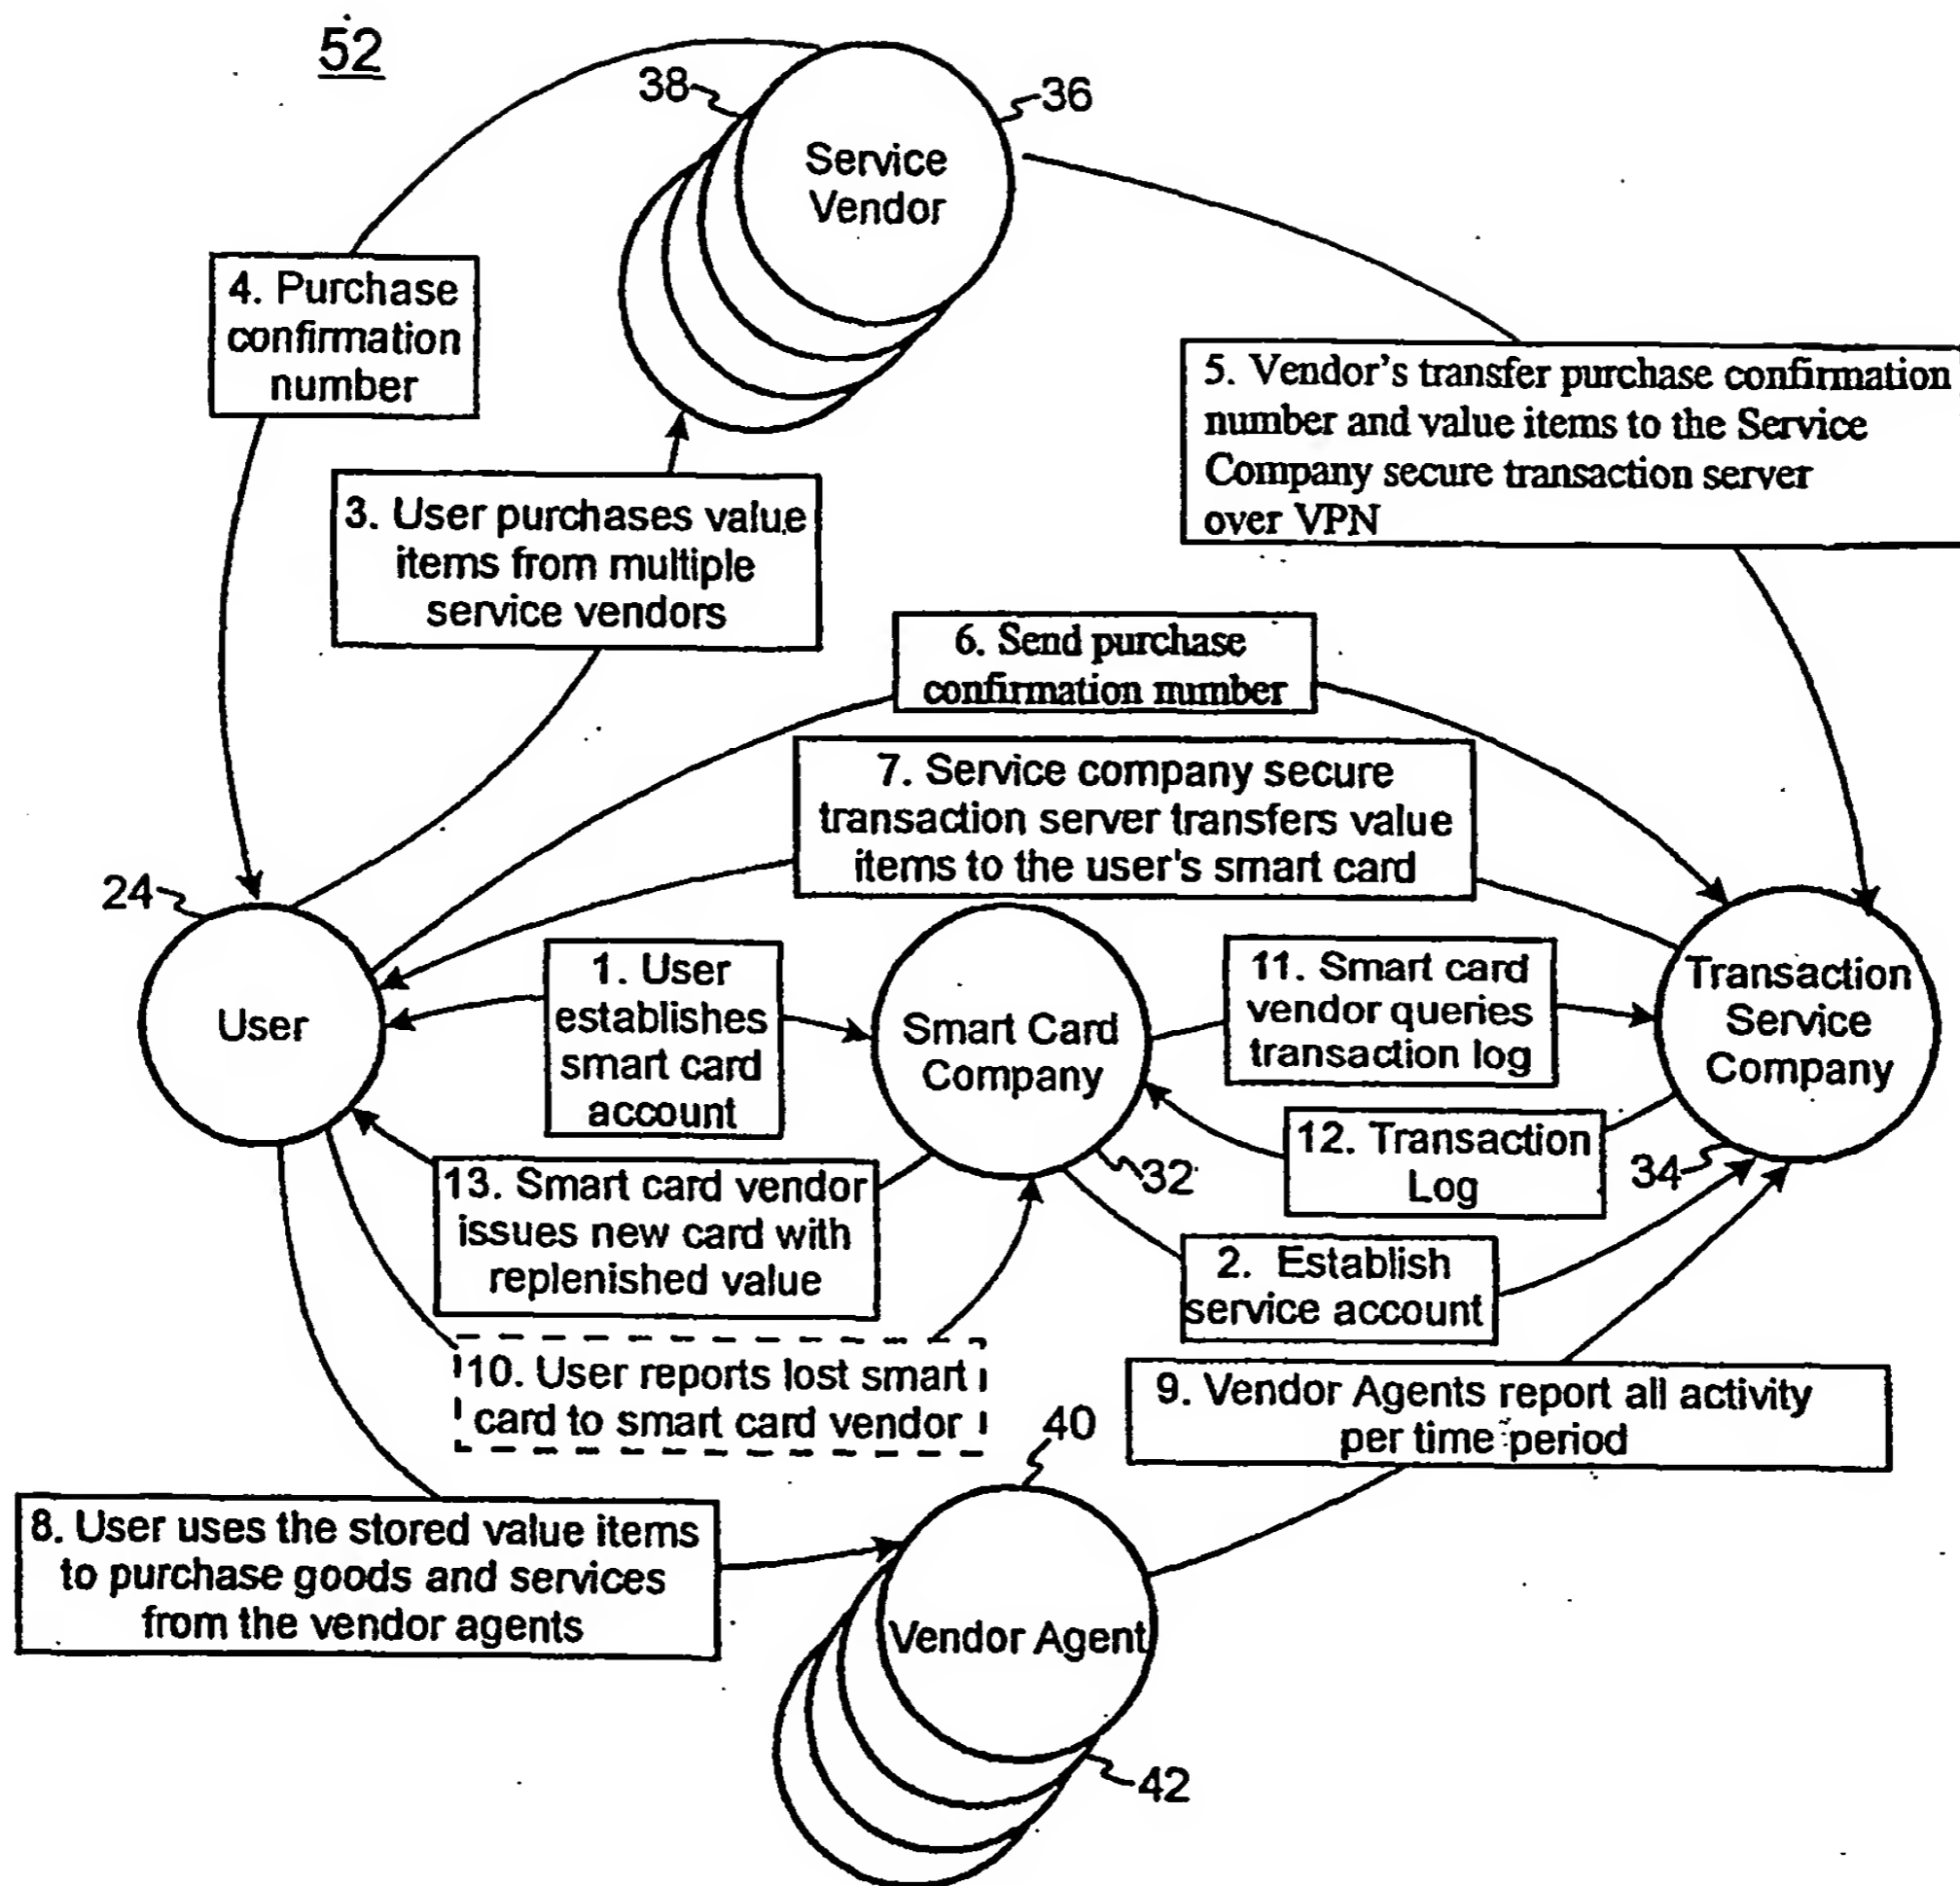 52
38
36
Service
Vendor
4. Purchase
confirmation
number
5. Vendor's transfer purchase confirmation
number and value items to the Service
Company secure transaction server
over VPN
3. User purchases value
items from multiple
service vendors
6. Send purchase
confirmation number
7. Service company secure
transaction server transfers value
items to the user's smart card
24
User
1. User
establishes
smart card
account
Smart Card
Company
11. Smart card
vendor queries
transaction log
Transaction
Service
Company
12. Transaction
Log
34
32
13. Smart card vendor
issues new card with
replenished value
2. Establish
service account
10. User reports lost smart
card to smart card vendor
9. Vendor Agents report all activity
per time period
40
8. User uses the stored value items
to purchase goods and services
from the vendor agents
Vendor Agent
42